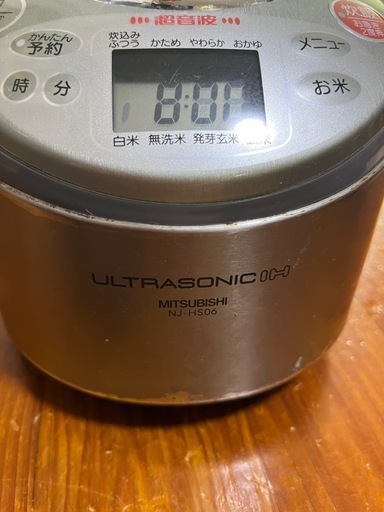 超音波
かんたん
予約
炊込み
ふつう かため やわらか おかゆ
メニュー
時 分
お米
白米 無洗米 発芽玄米
ULTRASONIC IH
MITSUBISHI
NJ-HS06